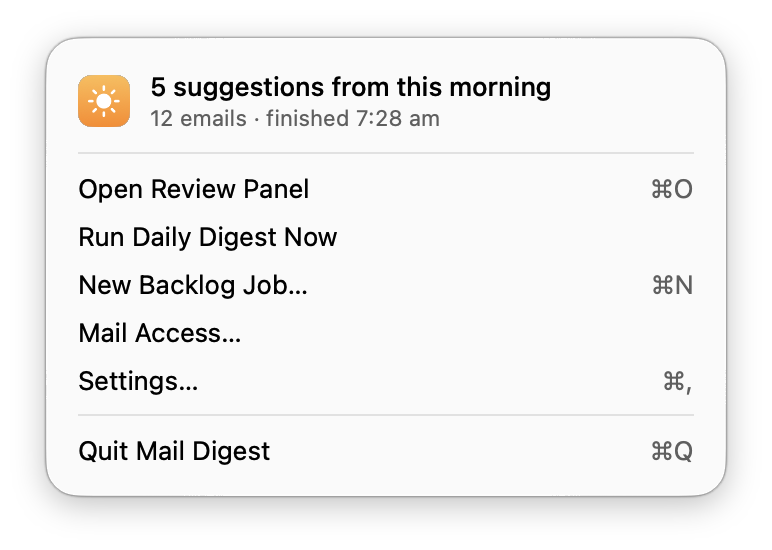 5 suggestions from this morning
12 emails · finished 7:28 am
Open Review Panel ⌘O
Run Daily Digest Now
New Backlog Job... ⌘N
Mail Access...
Settings... ⌘,
Quit Mail Digest ⌘Q